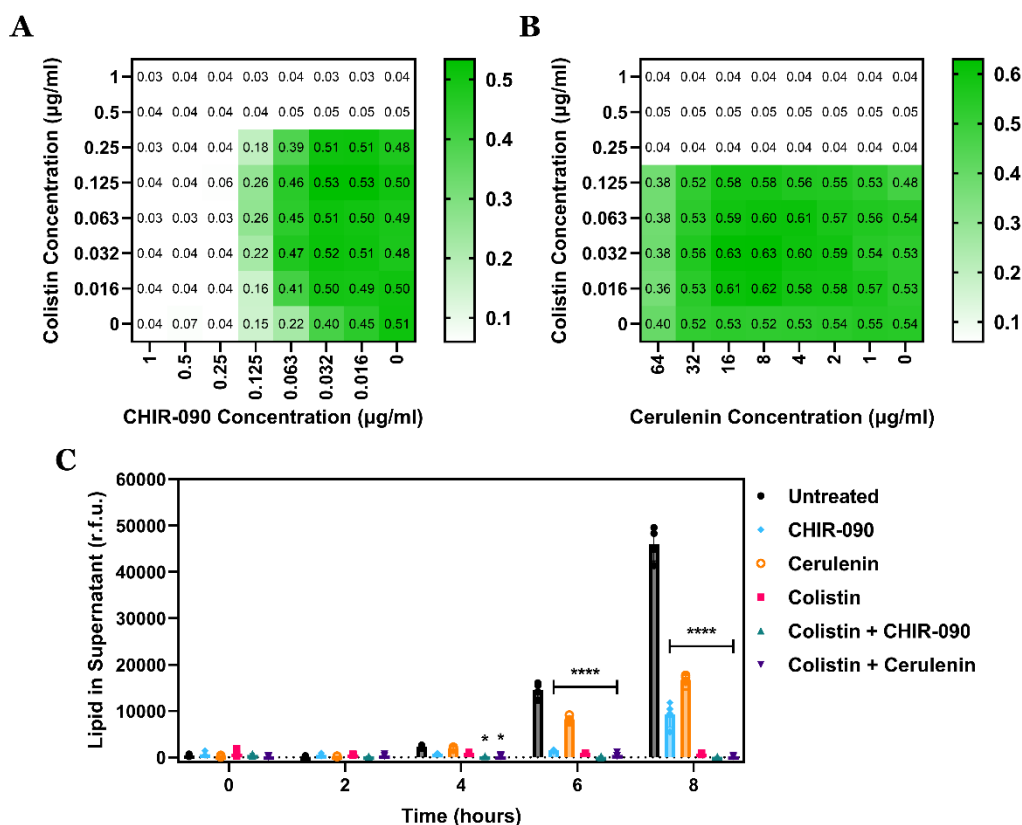 A
B
Colistin Concentration (µg/ml)
1 0.03 0.04 0.04 0.03 0.04 0.03 0.03 0.04
0.5 0.04 0.04 0.04 0.04 0.05 0.04 0.05 0.05
0.25 0.03 0.04 0.04 0.18 0.39 0.51 0.51 0.48
0.125 0.04 0.04 0.06 0.26 0.46 0.53 0.53 0.50
0.063 0.03 0.03 0.03 0.26 0.45 0.51 0.50 0.49
0.032 0.04 0.04 0.04 0.22 0.47 0.52 0.51 0.48
0.016 0.04 0.04 0.04 0.16 0.41 0.50 0.49 0.50
0 0.04 0.07 0.04 0.15 0.22 0.40 0.45 0.51
1 0.5 0.25 0.125 0.063 0.032 0.016 0
CHIR-090 Concentration (µg/ml)
0.5
0.4
0.3
0.2
0.1
Colistin Concentration (µg/ml)
1 0.04 0.04 0.04 0.04 0.04 0.04 0.04 0.04
0.5 0.05 0.05 0.05 0.05 0.05 0.05 0.05 0.05
0.25 0.04 0.04 0.04 0.04 0.04 0.04 0.04 0.04
0.125 0.38 0.52 0.58 0.58 0.56 0.55 0.53 0.48
0.063 0.38 0.53 0.59 0.60 0.61 0.57 0.56 0.54
0.032 0.38 0.56 0.63 0.63 0.60 0.59 0.54 0.53
0.016 0.36 0.53 0.61 0.62 0.58 0.58 0.57 0.53
0 0.40 0.52 0.53 0.52 0.54 0.54 0.55 0.54
64 32 16 8 4 2 1 0
Cerulenin Concentration (µg/ml)
0.6
0.5
0.4
0.3
0.2
0.1
C
Lipid in Supernatant (r.f.u.)
60000
50000
40000
30000
20000
10000
0
* *
****
****
0 2 4 6 8
Time (hours)
Untreated
CHIR-090
Cerulenin
Colistin
Colistin + CHIR-090
Colistin + Cerulenin